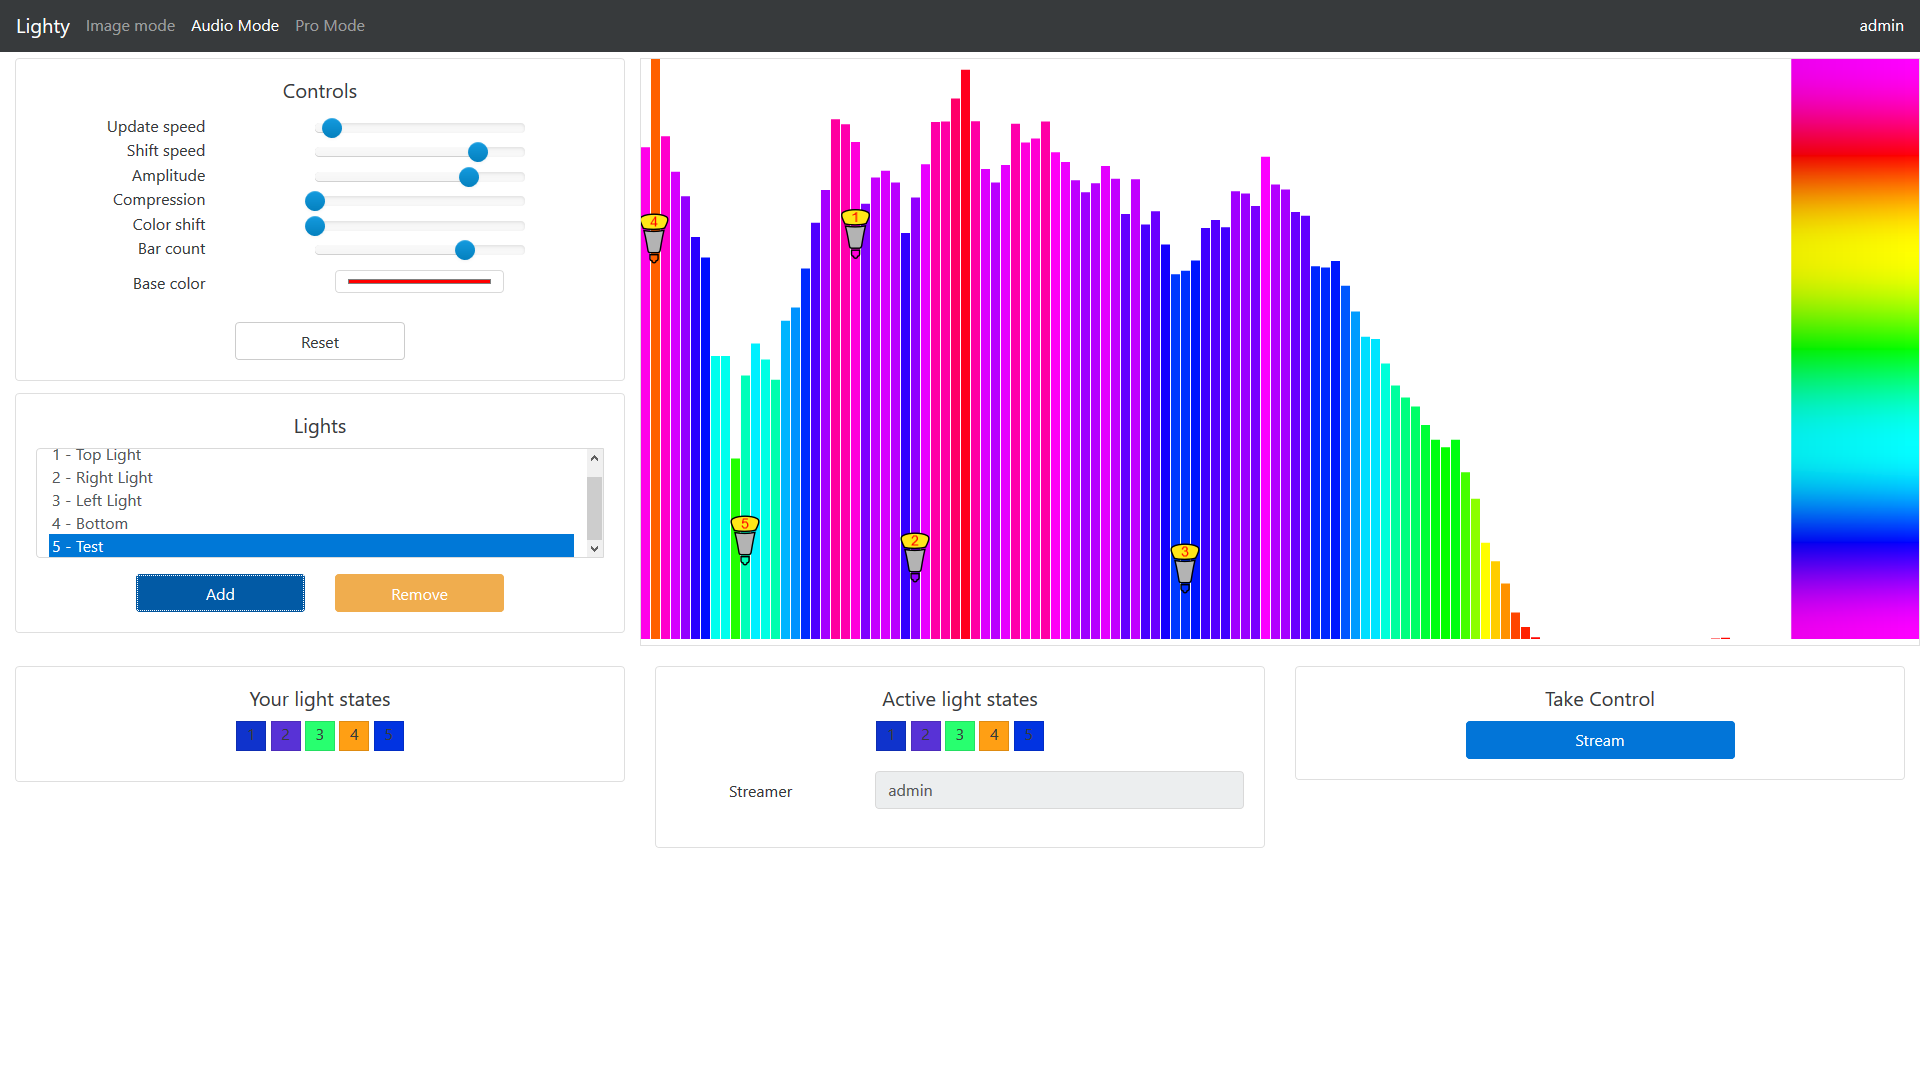 Lighty Image mode Audio Mode Pro Mode admin
Controls
Update speed
Shift speed
Amplitude
Compression
Color shift
Bar count
Base color
Reset
Lights
1 - Top Light
2 - Right Light
3 - Left Light
4 - Bottom
5 - Test
Add Remove
4
1
5
2
3
Your light states
1 2 3 4 5
Active light states
1 2 3 4 5
Streamer admin
Take Control
Stream